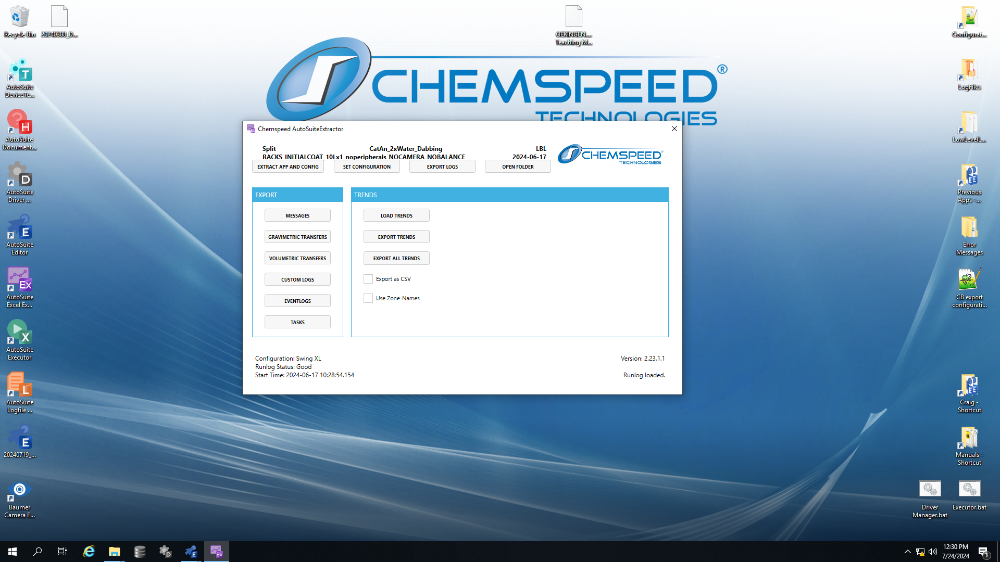 Recycle Bin
20240308_D...
OEKINGEN....
Teaching M...
Configurat...
CHEMSPEED®
TECHNOLOGIES
T
AutoSuite
DeviceTe...
H
AutoSuite
Document...
D
AutoSuite
Driver ...
E
AutoSuite
Editor
Ex
AutoSuite
Excel Ex...
X
AutoSuite
Executor
L
AutoSuite
Logfile ...
E
20240719_...
Baumer
Camera E...
Ex
Chemspeed AutoSuiteExtractor
Split
CatAn_2xWater_Dabbing
LBL
RACKS_INITIALCOAT_10Lx1_noperipherals_NOCAMERA_NOBALANCE
2024-06-17
CHEMSPEED
TECHNOLOGIES
EXTRACT APP AND CONFIG
SET CONFIGURATION
EXPORT LOGS
OPEN FOLDER
EXPORT
MESSAGES
GRAVIMETRIC TRANSFERS
VOLUMETRIC TRANSFERS
CUSTOM LOGS
EVENTLOGS
TASKS
TRENDS
LOAD TRENDS
EXPORT TRENDS
EXPORT ALL TRENDS
Export as CSV
Use Zone-Names
Configuration: Swing XL
Runlog Status: Good
Start Time: 2024-06-17 10:28:54.154
Version: 2.23.1.1
Runlog loaded.
LogFiles
LowLevelL...
Previous
Apps -...
Error
Messages
CB export
configurati...
Craig -
Shortcut
Manuals -
Shortcut
Driver
Manager.bat
Executor.bat
D
E
Ex
12:30 PM
7/24/2024
1